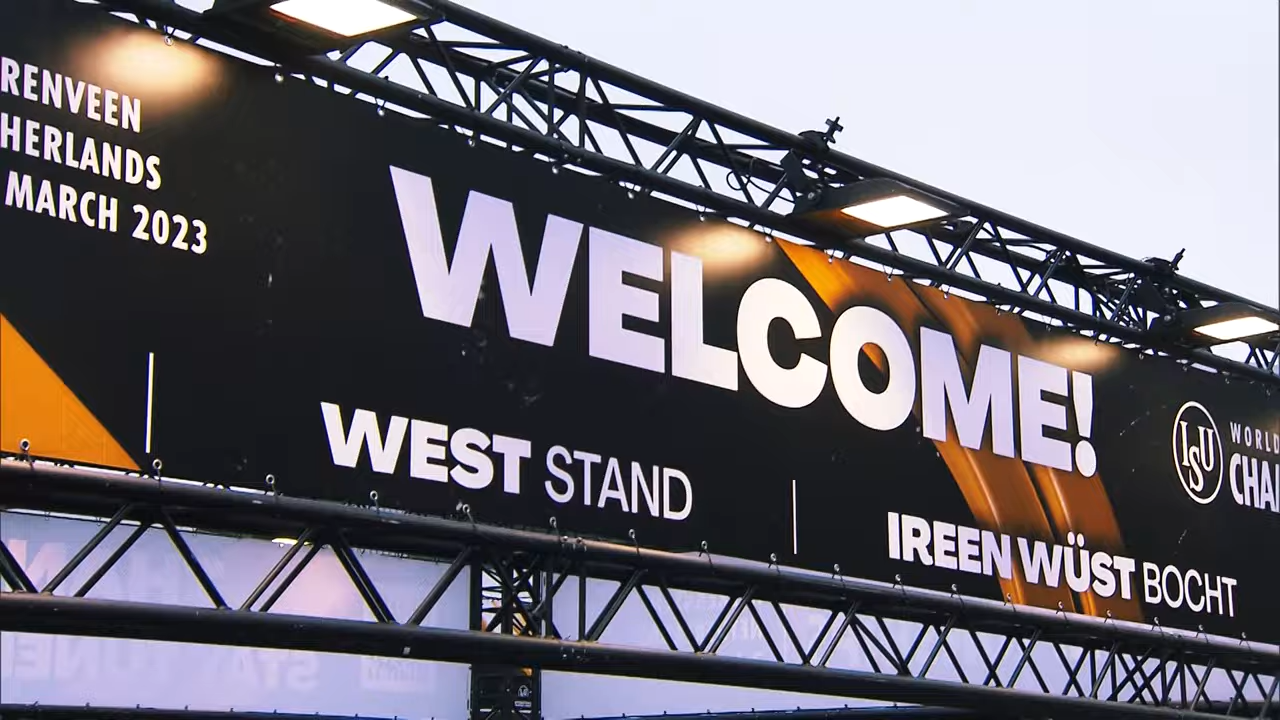 RENVEEN
HERLANDS
MARCH 2023
WELCOME!
WEST STAND
IREEN WÜST BOCHT
ISU
WORLD
CHA